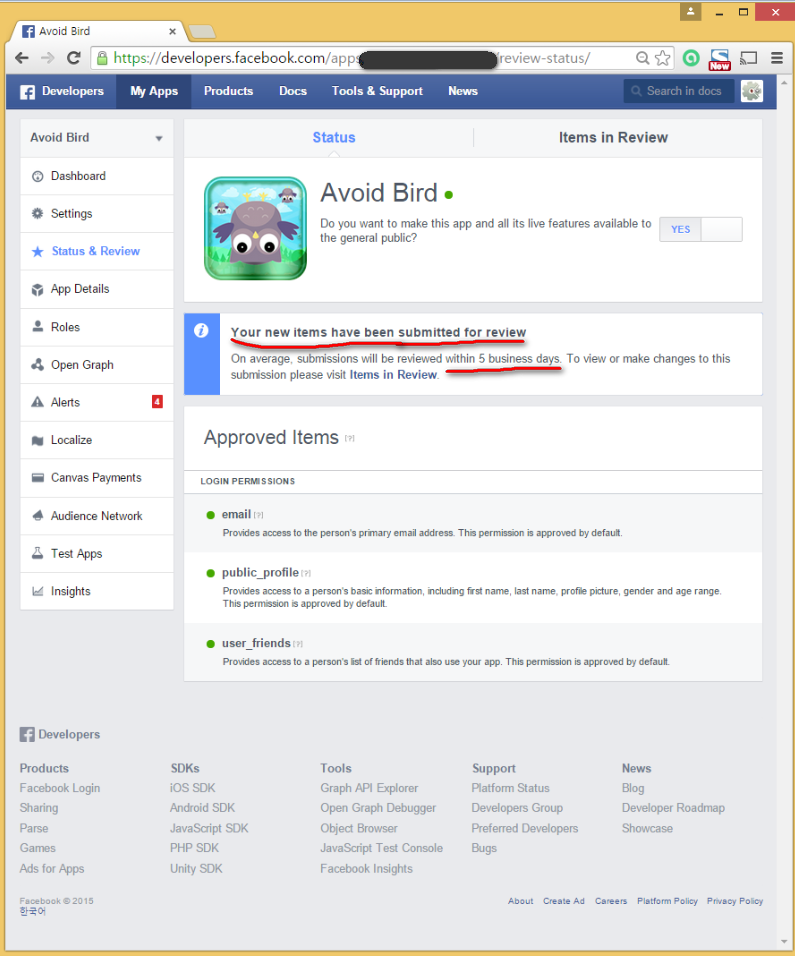 Avoid Bird
https://developers.facebook.com/apps
/review-status/
Now
Developers
My Apps
Products
Docs
Tools & Support
News
Search in docs
Avoid Bird
Dashboard
Settings
Status & Review
App Details
Roles
Open Graph
Alerts
4
Localize
Canvas Payments
Audience Network
Test Apps
Insights
Status
Items in Review
Avoid Bird
Do you want to make this app and all its live features available to
the general public?
YES
Your new items have been submitted for review
On average, submissions will be reviewed within 5 business days. To view or make changes to this
submission please visit Items in Review.
Approved Items [?]
LOGIN PERMISSIONS
email [?]
Provides access to the person's primary email address. This permission is approved by default.
public_profile [?]
Provides access to a person's basic information, including first name, last name, profile picture, gender and age range.
This permission is approved by default.
user_friends [?]
Provides access to a person's list of friends that also use your app. This permission is approved by default.
Developers
Products
Facebook Login
Sharing
Parse
Games
Ads for Apps
SDKs
iOS SDK
Android SDK
JavaScript SDK
PHP SDK
Unity SDK
Tools
Graph API Explorer
Open Graph Debugger
Object Browser
JavaScript Test Console
Facebook Insights
Support
Platform Status
Developers Group
Preferred Developers
Bugs
News
Blog
Developer Roadmap
Showcase
Facebook © 2015
한국어
About Create Ad Careers Platform Policy Privacy Policy